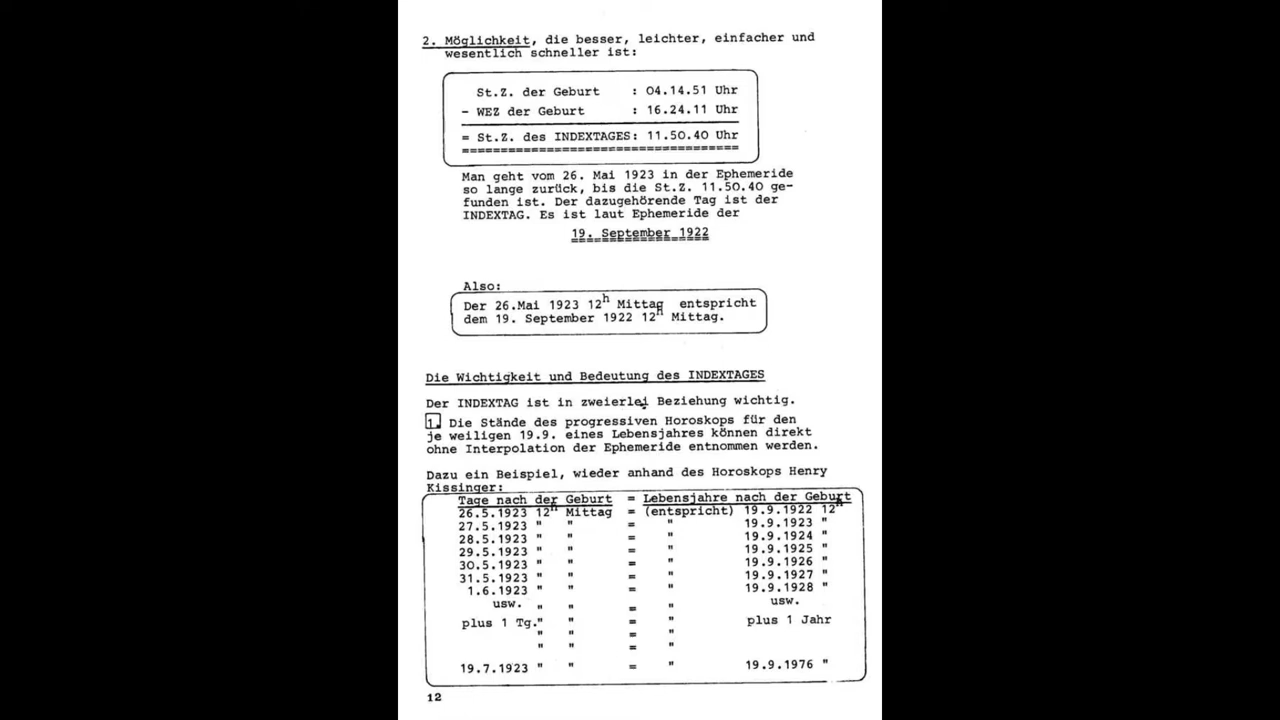 2. Möglichkeit, die besser, leichter, einfacher und
wesentlich schneller ist:
St.Z. der Geburt : 04.14.51 Uhr
- WEZ der Geburt : 16.24.11 Uhr
= St.Z. des INDEXTAGES: 11.50.40 Uhr
Man geht vom 26. Mai 1923 in der Ephemeride
so lange zurück, bis die St.Z. 11.50.40 ge-
funden ist. Der dazugehörende Tag ist der
INDEXTAG. Es ist laut Ephemeride der
19. September 1922
Also:
Der 26.Mai 1923 12h Mittag entspricht
dem 19. September 1922 12h Mittag.
Die Wichtigkeit und Bedeutung des INDEXTAGES
Der INDEXTAG ist in zweierlei Beziehung wichtig.
1. Die Stände des progressiven Horoskops für den
je weiligen 19.9. eines Lebensjahres können direkt
ohne Interpolation der Ephemeride entnommen werden.
Dazu ein Beispiel, wieder anhand des Horoskops Henry
Kissinger:
Tage nach der Geburt = Lebensjahre nach der Geburt
26.5.1923 12h Mittag = (entspricht) 19.9.1922 12h
27.5.1923 " " = " 19.9.1923 "
28.5.1923 " " = " 19.9.1924 "
29.5.1923 " " = " 19.9.1925 "
30.5.1923 " " = " 19.9.1926 "
31.5.1923 " " = " 19.9.1927 "
1.6.1923 " " = " 19.9.1928 "
usw. " " = " usw.
plus 1 Tg." " = " plus 1 Jahr
" " = "
" " = "
19.7.1923 " " = " 19.9.1976 "
12